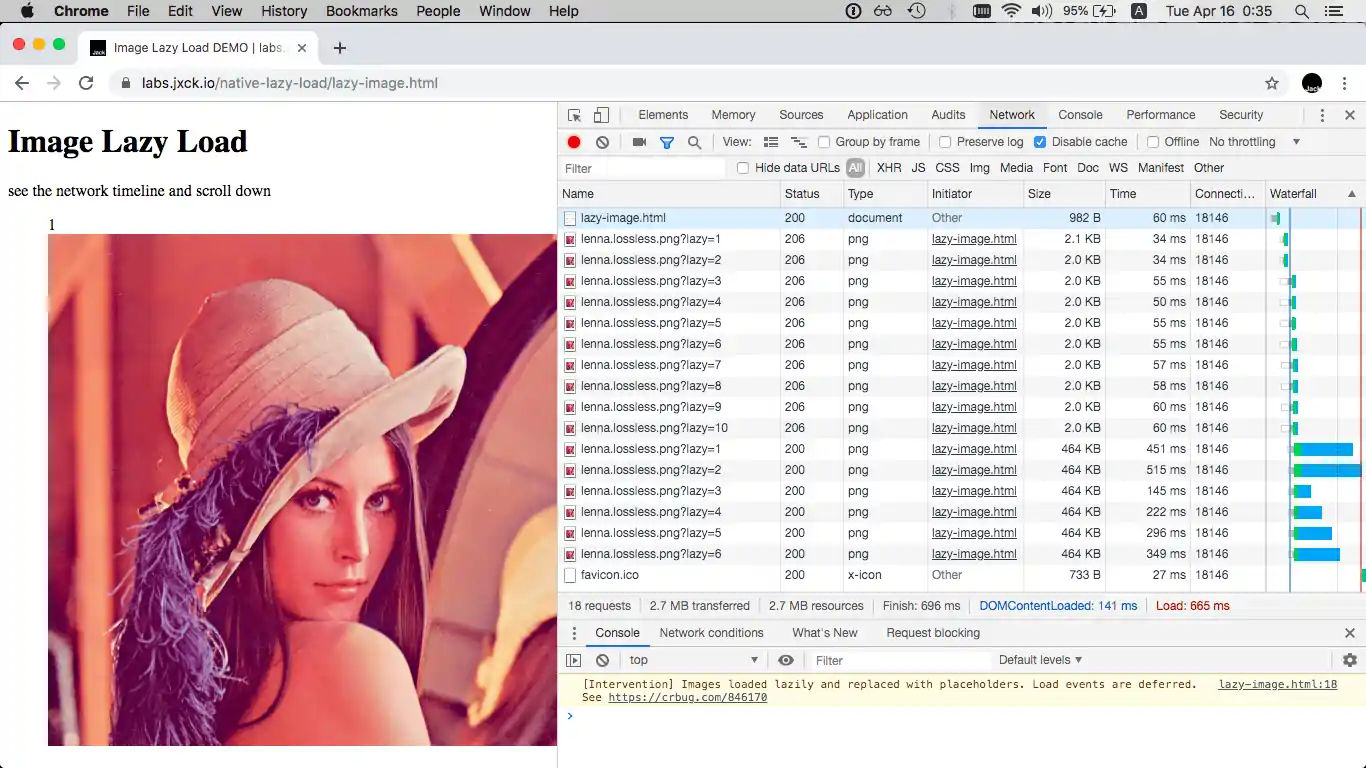 Chrome File Edit View History Bookmarks People Window Help 95% A Tue Apr 16 0:35
Image Lazy Load DEMO | labs.
labs.jxck.io/native-lazy-load/lazy-image.html
Image Lazy Load
see the network timeline and scroll down
1
Elements Memory Sources Application Audits Network Console Performance Security
View: Group by frame Preserve log Disable cache Offline No throttling
Filter Hide data URLs All XHR JS CSS Img Media Font Doc WS Manifest Other
Name Status Type Initiator Size Time Connecti... Waterfall
lazy-image.html 200 document Other 982 B 60 ms 18146
lenna.lossless.png?lazy=1 206 png lazy-image.html 2.1 KB 34 ms 18146
lenna.lossless.png?lazy=2 206 png lazy-image.html 2.0 KB 34 ms 18146
lenna.lossless.png?lazy=3 206 png lazy-image.html 2.0 KB 55 ms 18146
lenna.lossless.png?lazy=4 206 png lazy-image.html 2.0 KB 50 ms 18146
lenna.lossless.png?lazy=5 206 png lazy-image.html 2.0 KB 55 ms 18146
lenna.lossless.png?lazy=6 206 png lazy-image.html 2.0 KB 55 ms 18146
lenna.lossless.png?lazy=7 206 png lazy-image.html 2.0 KB 57 ms 18146
lenna.lossless.png?lazy=8 206 png lazy-image.html 2.0 KB 58 ms 18146
lenna.lossless.png?lazy=9 206 png lazy-image.html 2.0 KB 60 ms 18146
lenna.lossless.png?lazy=10 206 png lazy-image.html 2.0 KB 60 ms 18146
lenna.lossless.png?lazy=1 200 png lazy-image.html 464 KB 451 ms 18146
lenna.lossless.png?lazy=2 200 png lazy-image.html 464 KB 515 ms 18146
lenna.lossless.png?lazy=3 200 png lazy-image.html 464 KB 145 ms 18146
lenna.lossless.png?lazy=4 200 png lazy-image.html 464 KB 222 ms 18146
lenna.lossless.png?lazy=5 200 png lazy-image.html 464 KB 296 ms 18146
lenna.lossless.png?lazy=6 200 png lazy-image.html 464 KB 349 ms 18146
favicon.ico 200 x-icon Other 733 B 27 ms 18146
18 requests 2.7 MB transferred 2.7 MB resources Finish: 696 ms DOMContentLoaded: 141 ms Load: 665 ms
Console Network conditions What's New Request blocking
top Filter Default levels
[Intervention] Images loaded lazily and replaced with placeholders. Load events are deferred. lazy-image.html:18
See https://crbug.com/846170